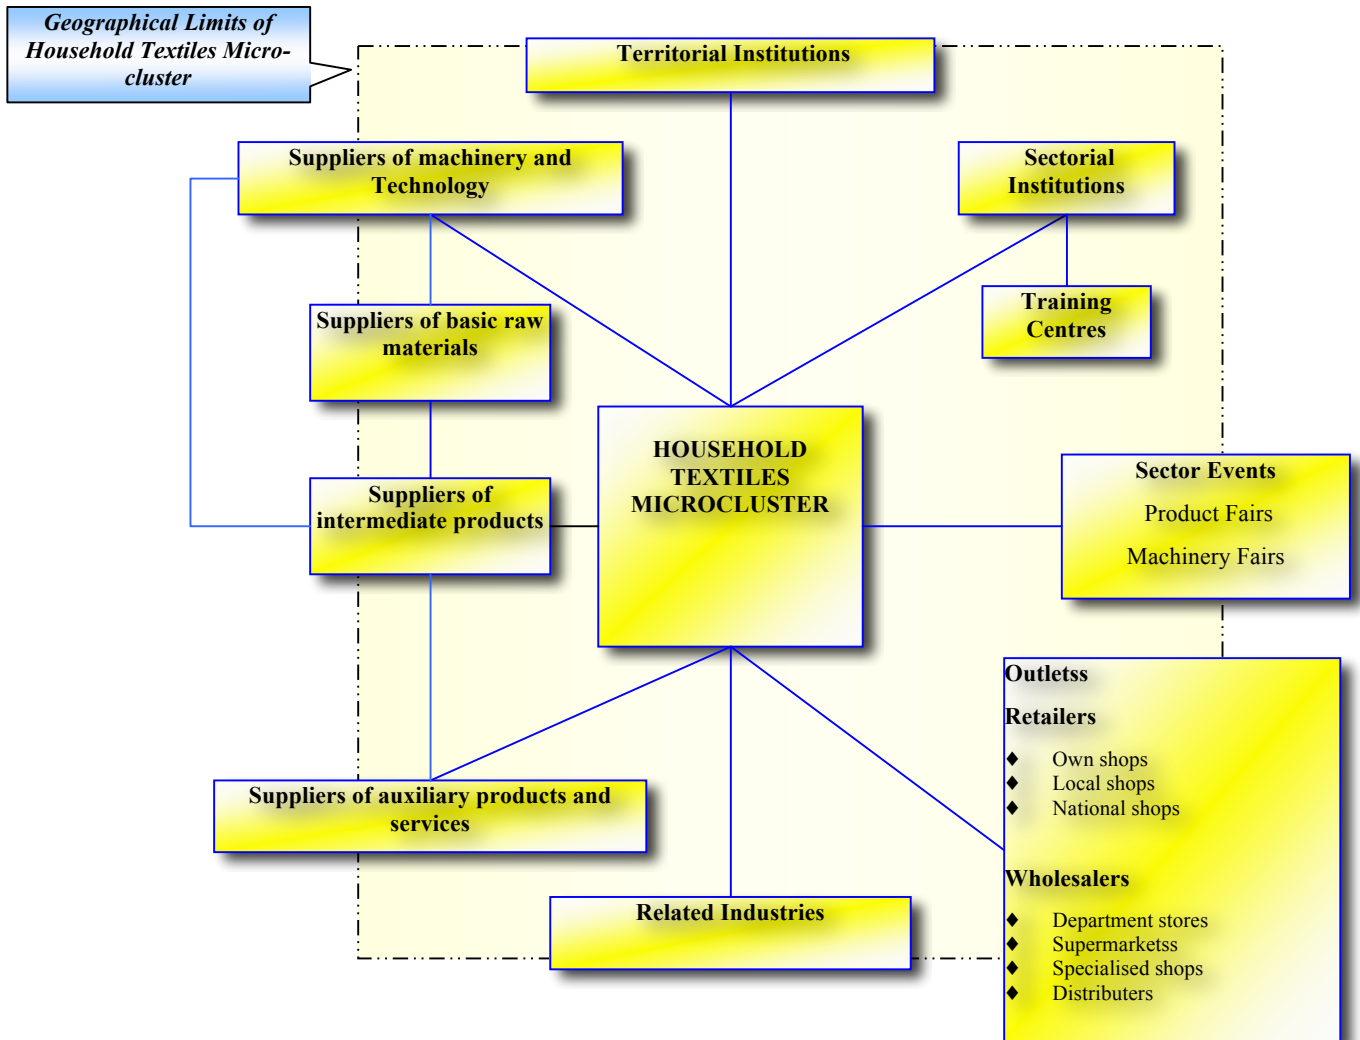 Geographical Limits of
Household Textiles Micro-
cluster
Territorial Institutions
Suppliers of machinery and
Technology
Sectorial
Institutions
Training
Centres
Suppliers of basic raw
materials
HOUSEHOLD
TEXTILES
MICROCLUSTER
Suppliers of
intermediate products
Sector Events
Product Fairs
Machinery Fairs
Outletss
Retailers
♦ Own shops
♦ Local shops
♦ National shops
Wholesalers
♦ Department stores
♦ Supermarketss
♦ Specialised shops
♦ Distributers
Suppliers of auxiliary products and
services
Related Industries